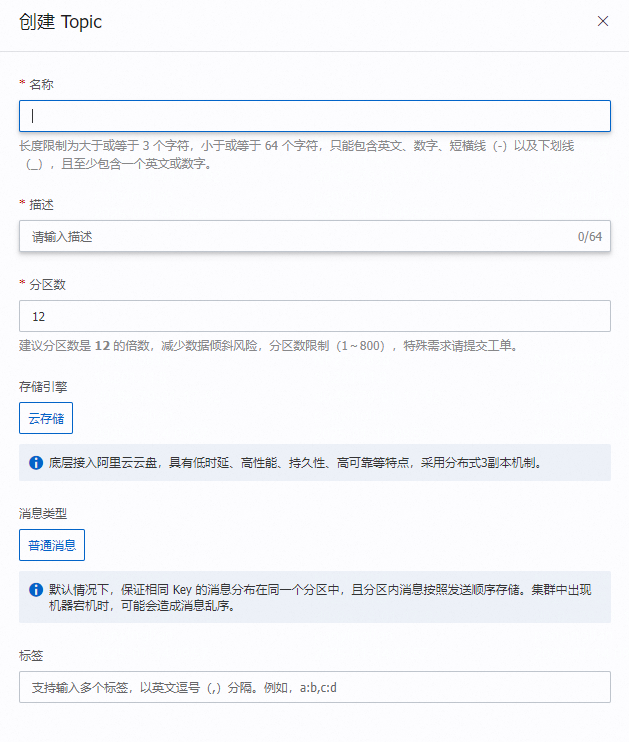 创建 Topic
* 名称
长度限制为大于或等于 3 个字符，小于或等于 64 个字符，只能包含英文、数字、短横线（-）以及下划线
（_），且至少包含一个英文或数字。
* 描述
请输入描述 0/64
* 分区数
12
建议分区数是 12 的倍数，减少数据倾斜风险，分区数限制（1～800），特殊需求请提交工单。
存储引擎
云存储
底层接入阿里云云盘，具有低时延、高性能、持久性、高可靠等特点，采用分布式3副本机制。
消息类型
普通消息
默认情况下，保证相同 Key 的消息分布在同一个分区中，且分区内消息按照发送顺序存储。集群中出现
机器宕机时，可能会造成消息乱序。
标签
支持输入多个标签，以英文逗号（,）分隔。例如，a:b,c:d